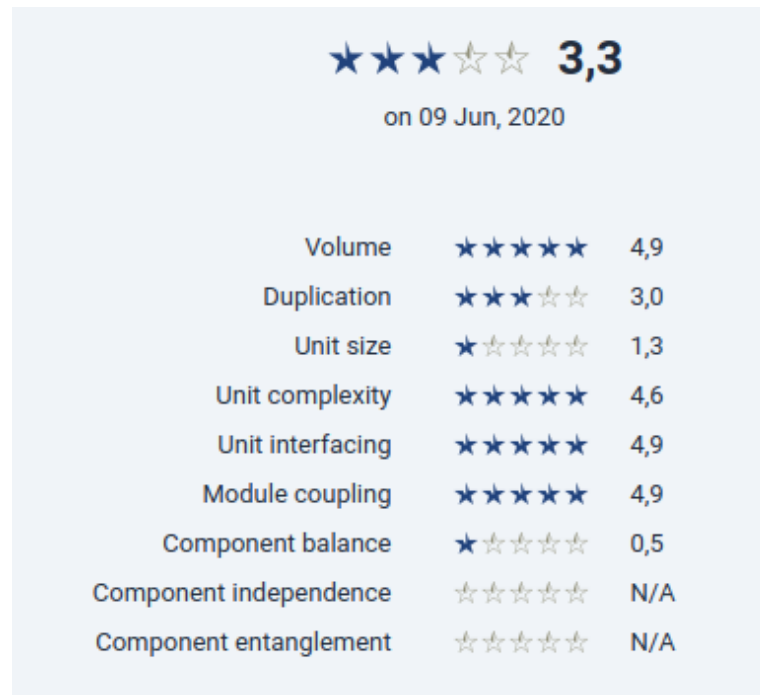 3,3
on 09 Jun, 2020
Volume 4,9
Duplication 3,0
Unit size 1,3
Unit complexity 4,6
Unit interfacing 4,9
Module coupling 4,9
Component balance 0,5
Component independence N/A
Component entanglement N/A